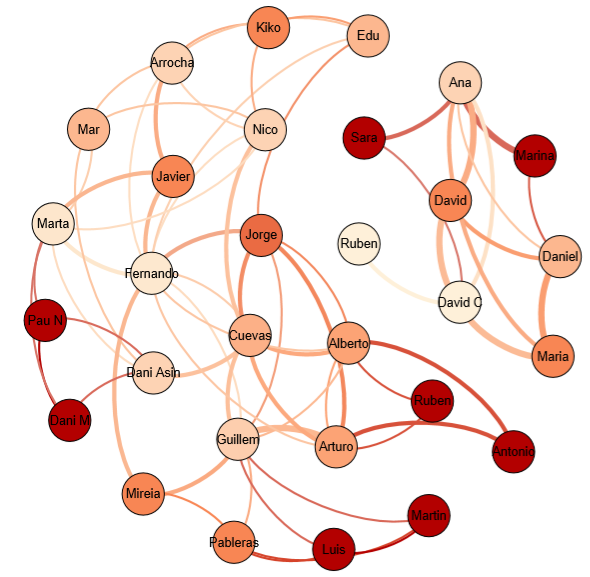 Kiko
Edu
Arrocha
Ana
Mar
Nico
Sara
Marina
Javier
David
Marta
Jorge
Ruben
Daniel
Fernando
David C
Pau N
Cuevas
Alberto
Maria
Dani Asin
Ruben
Dani M
Guillem
Arturo
Antonio
Mireia
Martin
Pableras
Luis